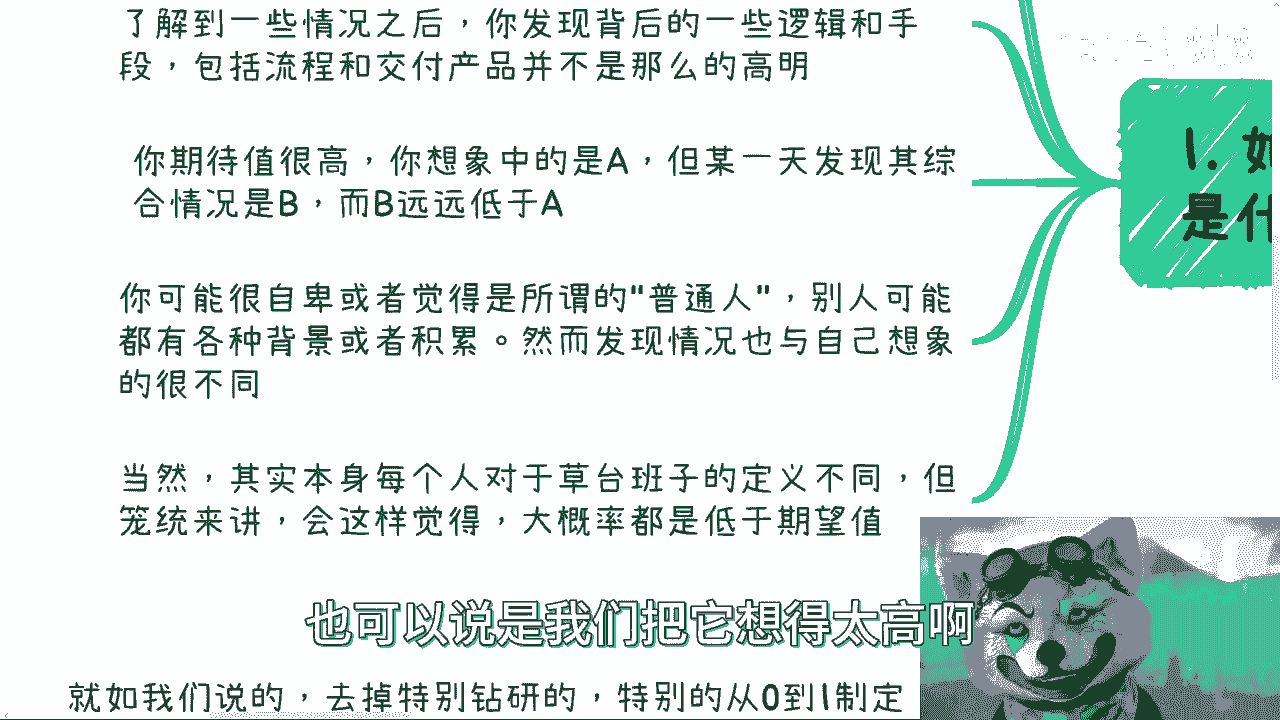 了解到一些情况之后，你发现背后的一些逻辑和手
段，包括流程和交付产品并不是那么的高明
你期待值很高，你想象中的是A，但某一天发现其综
合情况是B，而B远远低于A
你可能很自卑或者觉得是所谓的"普通人"，别人可能
都有各种背景或者积累。然而发现情况也与自己想象
的很不同
当然，其实本身每个人对于草台班子的定义不同，但
笼统来讲，会这样觉得，大概率都是低于期望值
1. 如
是什
也可以说是我们把它想得太高啊
就如我们说的，去掉特别钻研的，特别的从0到1制定